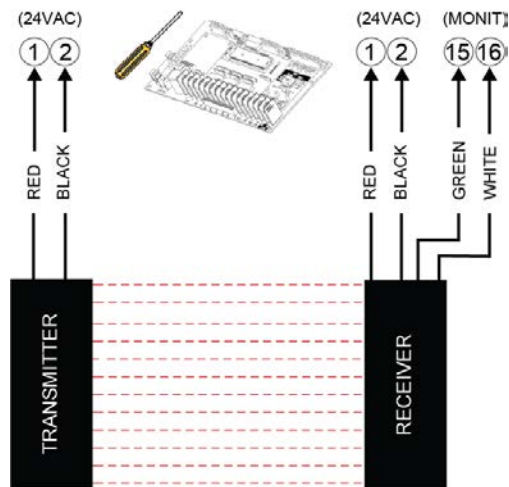 (24VAC) (24VAC) (MONIT)
1 2 1 2 15 16
RED BLACK RED BLACK GREEN WHITE
TRANSMITTER RECEIVER